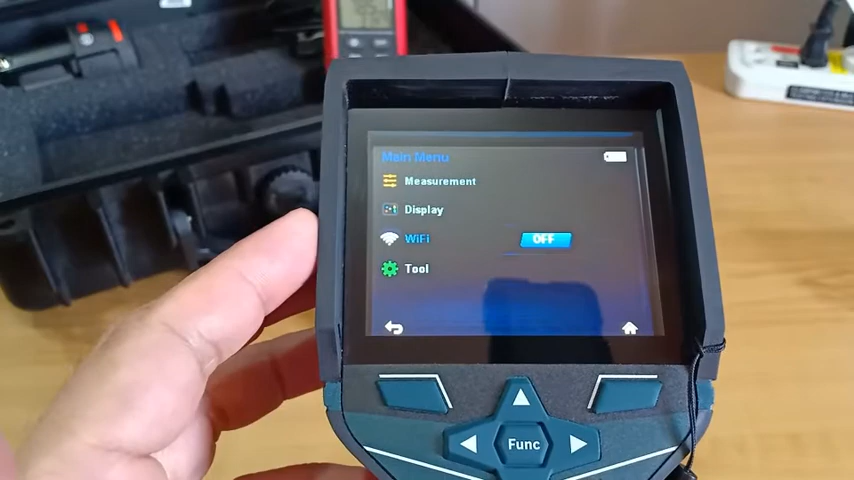 Main Menu
Measurement
Display
WiFi
OFF
Tool
Func